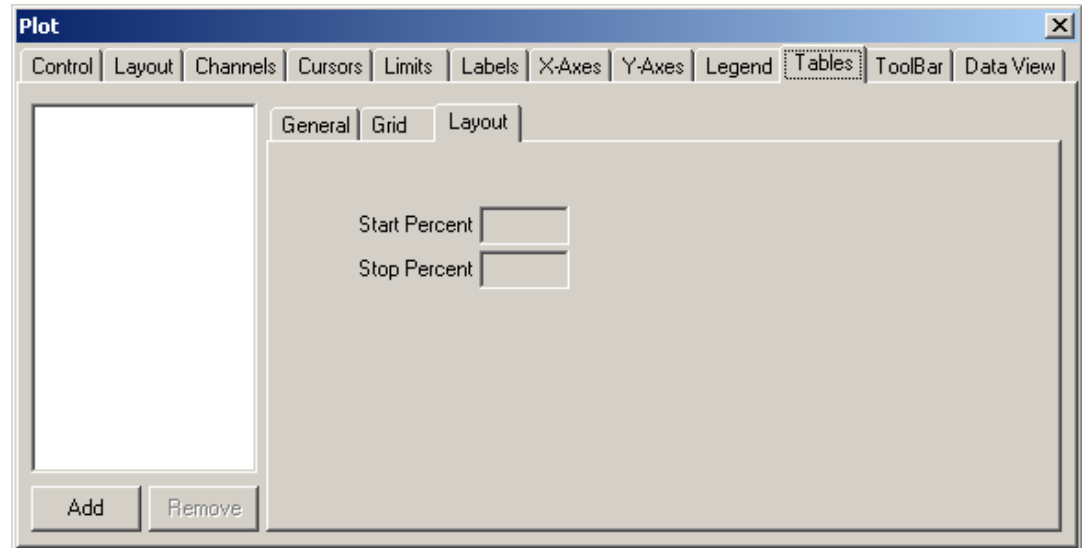 Plot
Control Layout Channels Cursors Limits Labels X-Axes Y-Axes Legend Tables ToolBar Data View
General Grid Layout
Start Percent
Stop Percent
Add Remove